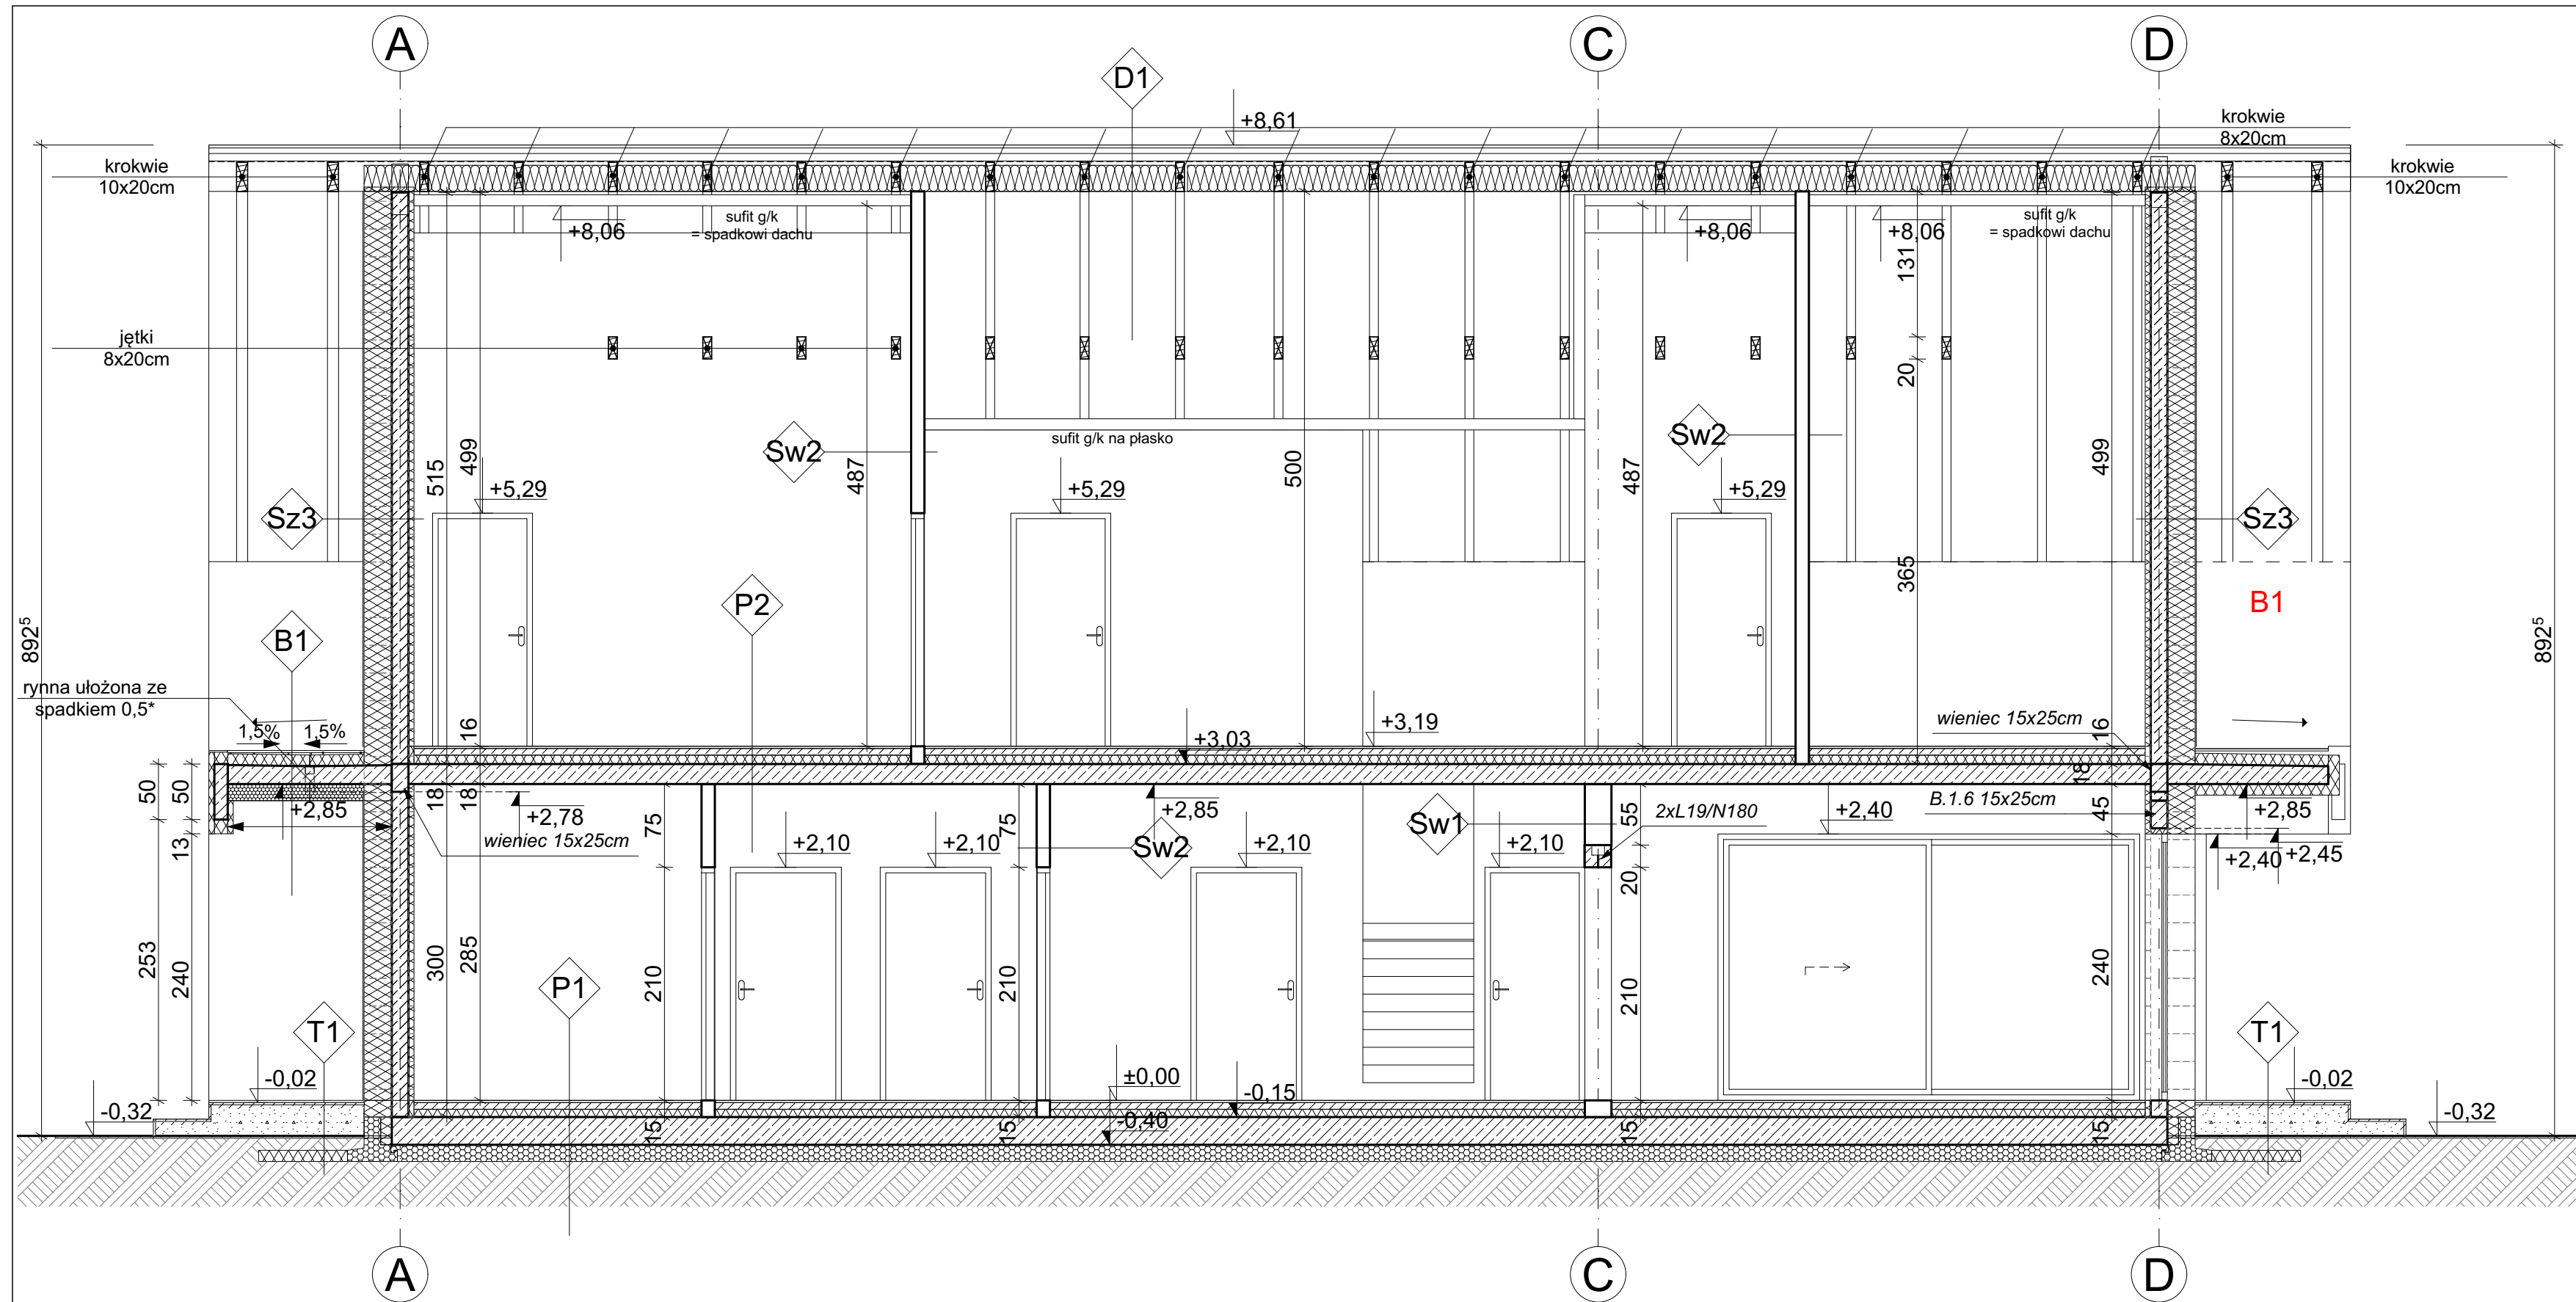 A
C
D
D1
+8,61
krokwie
8x20cm
krokwie
10x20cm
krokwie
10x20cm
sufit g/k
= spadkowi dachu
+8,06
+8,06
+8,06
sufit g/k
= spadkowi dachu
131
jętki
8x20cm
20
Sw2
sufit g/k na płasko
Sw2
515
499
487
500
487
499
+5,29
+5,29
+5,29
Sz3
Sz3
365
P2
B1
B1
892⁵
892⁵
rynna ułożona ze
spadkiem 0,5*
1,5%
1,5%
16
+3,03
+3,19
wieniec 15x25cm
16
50
50
+2,85
18
18
+2,78
wieniec 15x25cm
75
75
+2,85
Sw2
Sw1
55
2xL19/N180
+2,40
B.1.6 15x25cm
18
45
+2,85
+2,40
+2,45
13
+2,10
+2,10
+2,10
+2,10
20
253
240
300
285
P1
210
210
210
240
T1
T1
-0,02
±0,00
-0,15
-0,02
-0,32
-0,40
-0,32
15
15
15
15
A
C
D